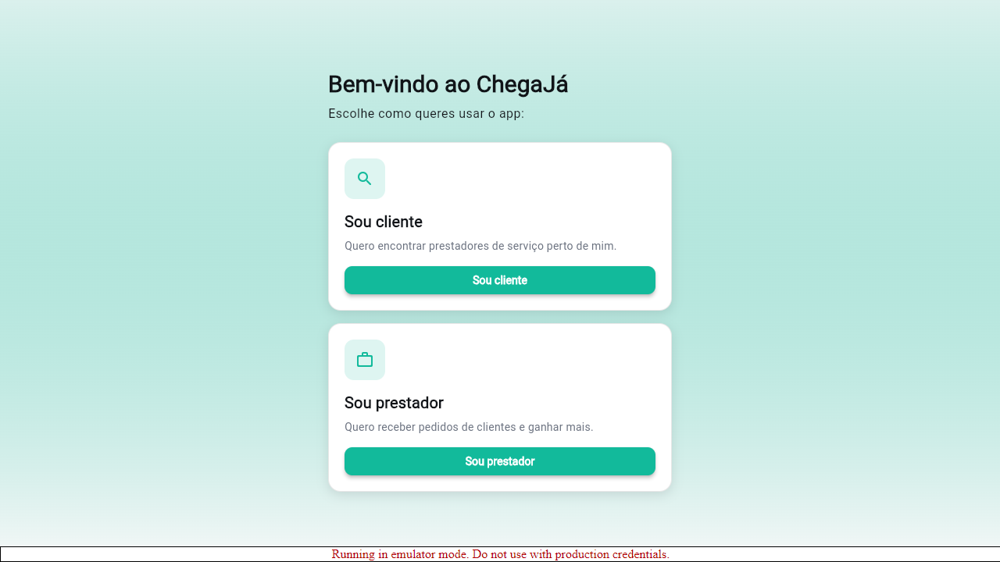 Bem-vindo ao ChegaJá
Escolhe como queres usar o app:
Sou cliente
Quero encontrar prestadores de serviço perto de mim.
Sou cliente
Sou prestador
Quero receber pedidos de clientes e ganhar mais.
Sou prestador
Running in emulator mode. Do not use with production credentials.